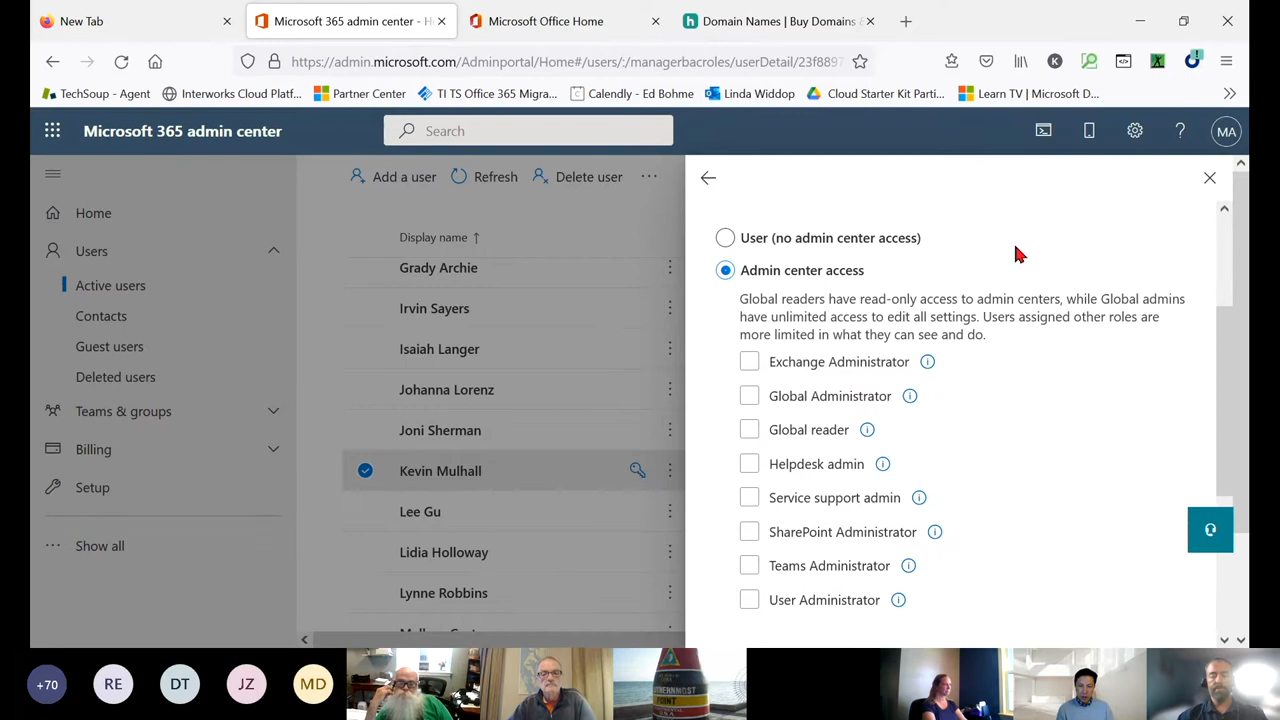 New Tab
Microsoft 365 admin center - H
Microsoft Office Home
Domain Names | Buy Domains &
https://admin.microsoft.com/Adminportal/Home#/users/:/managerbacroles/userDetail/23f8897
TechSoup - Agent
Interworks Cloud Platf...
Partner Center
TI TS Office 365 Migra...
Calendly - Ed Bohme
Linda Widdop
Cloud Starter Kit Parti...
Learn TV | Microsoft D...
Microsoft 365 admin center
Search
MA
Home
Users
Active users
Contacts
Guest users
Deleted users
Teams & groups
Billing
Setup
Show all
Add a user
Refresh
Delete user
Display name ↑
Grady Archie
Irvin Sayers
Isaiah Langer
Johanna Lorenz
Joni Sherman
Kevin Mulhall
Lee Gu
Lidia Holloway
Lynne Robbins
User (no admin center access)
Admin center access
Global readers have read-only access to admin centers, while Global admins
have unlimited access to edit all settings. Users assigned other roles are
more limited in what they can see and do.
Exchange Administrator
Global Administrator
Global reader
Helpdesk admin
Service support admin
SharePoint Administrator
Teams Administrator
User Administrator
+70
RE
DT
JZ
MD